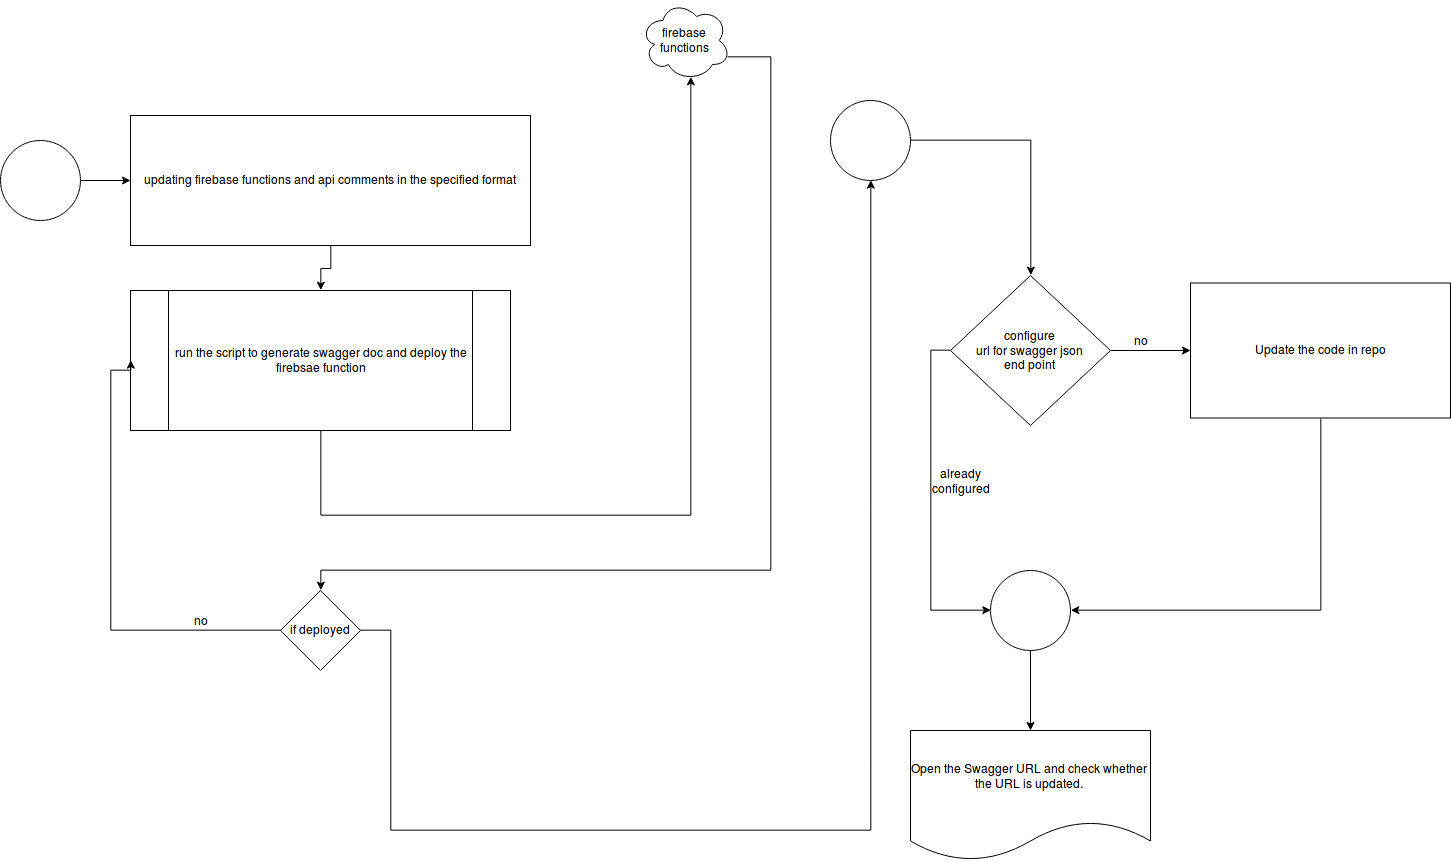 firebase
functions
updating firebase functions and api comments in the specified format
run the script to generate swagger doc and deploy the
firebsae function
no
if deployed
configure
url for swagger json
end point
no
Update the code in repo
already
configured
Open the Swagger URL and check whether
the URL is updated.